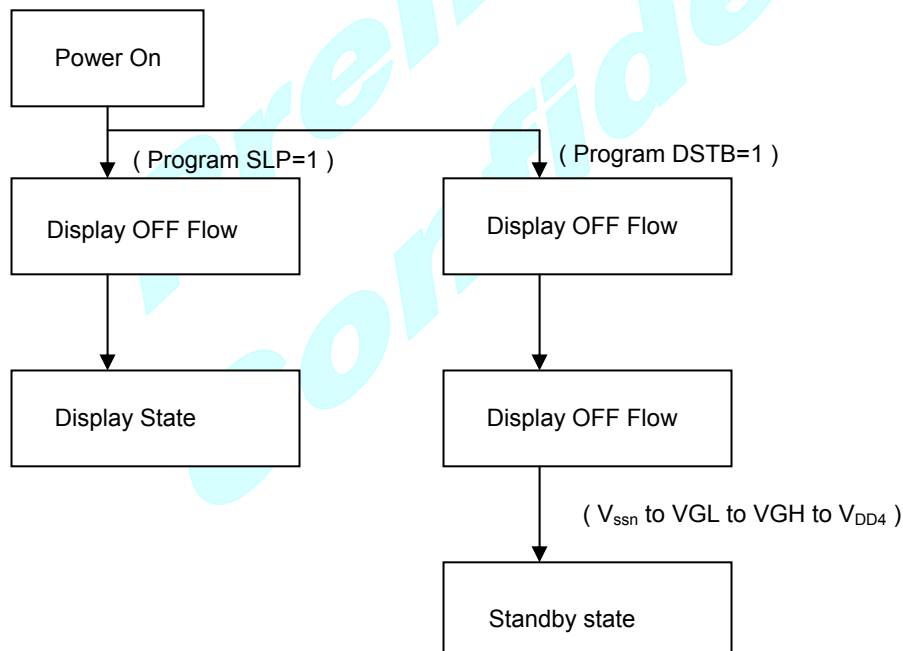 Power On
( Program SLP=1 )
( Program DSTB=1 )
Display OFF Flow
Display OFF Flow
Display State
Display OFF Flow
( Vssn to VGL to VGH to VDD4 )
Standby state